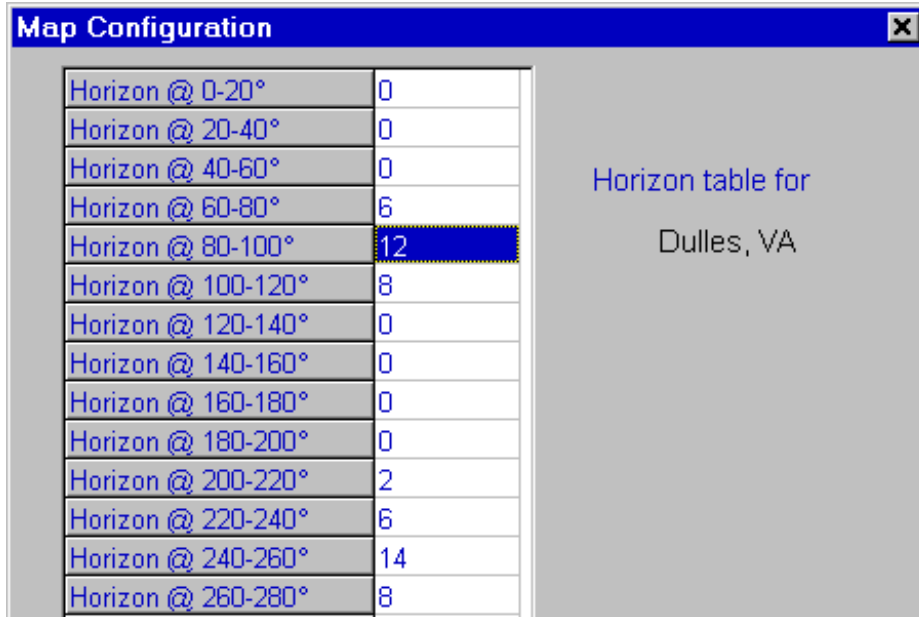 Map Configuration
Horizon @ 0-20° 0
Horizon @ 20-40° 0
Horizon @ 40-60° 0
Horizon @ 60-80° 6
Horizon @ 80-100° 12
Horizon @ 100-120° 8
Horizon @ 120-140° 0
Horizon @ 140-160° 0
Horizon @ 160-180° 0
Horizon @ 180-200° 0
Horizon @ 200-220° 2
Horizon @ 220-240° 6
Horizon @ 240-260° 14
Horizon @ 260-280° 8
Horizon table for
Dulles, VA